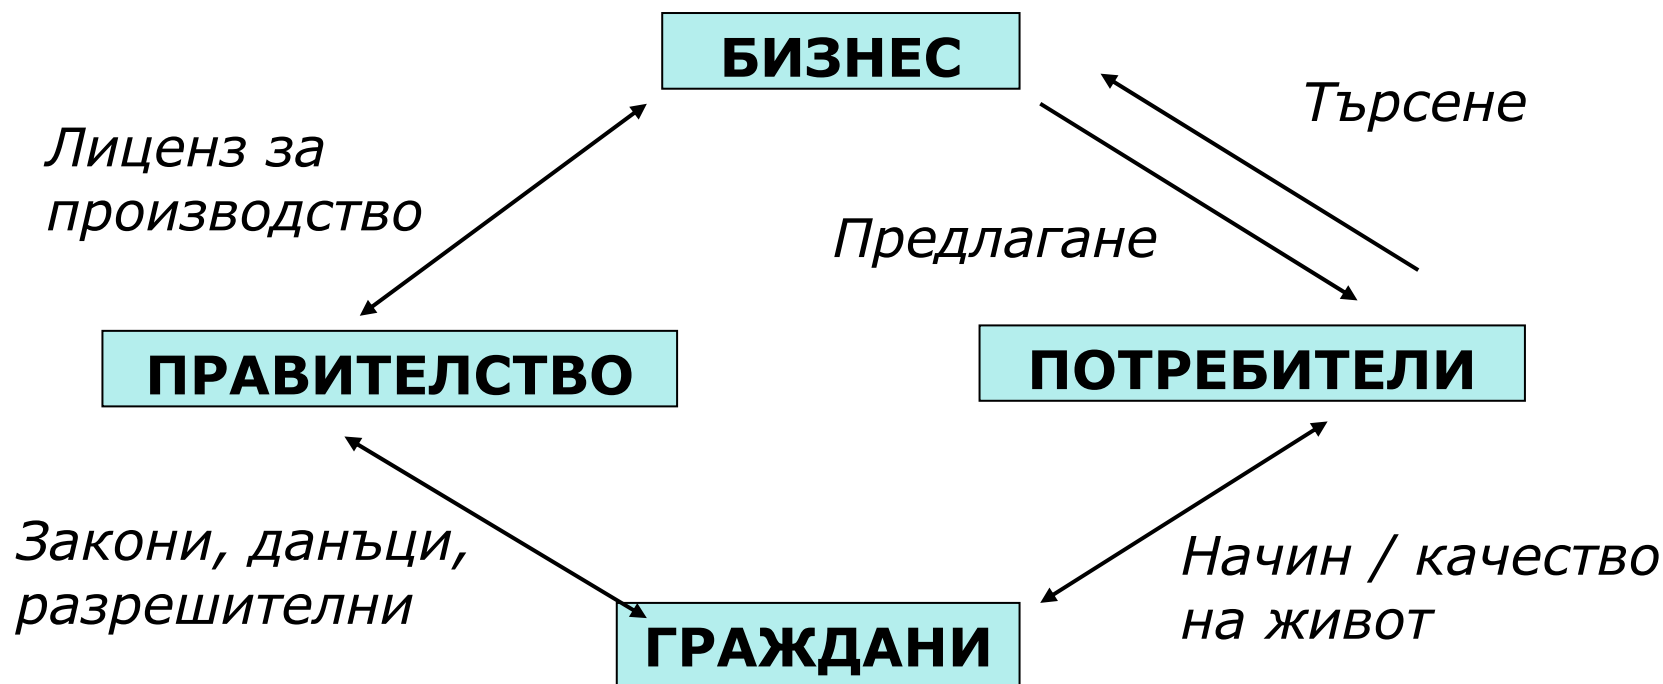 БИЗНЕС
Търсене
Лиценз за
производство
Предлагане
ПРАВИТЕЛСТВО
ПОТРЕБИТЕЛИ
Закони, данъци,
разрешителни
Начин / качество
на живот
ГРАЖДАНИ